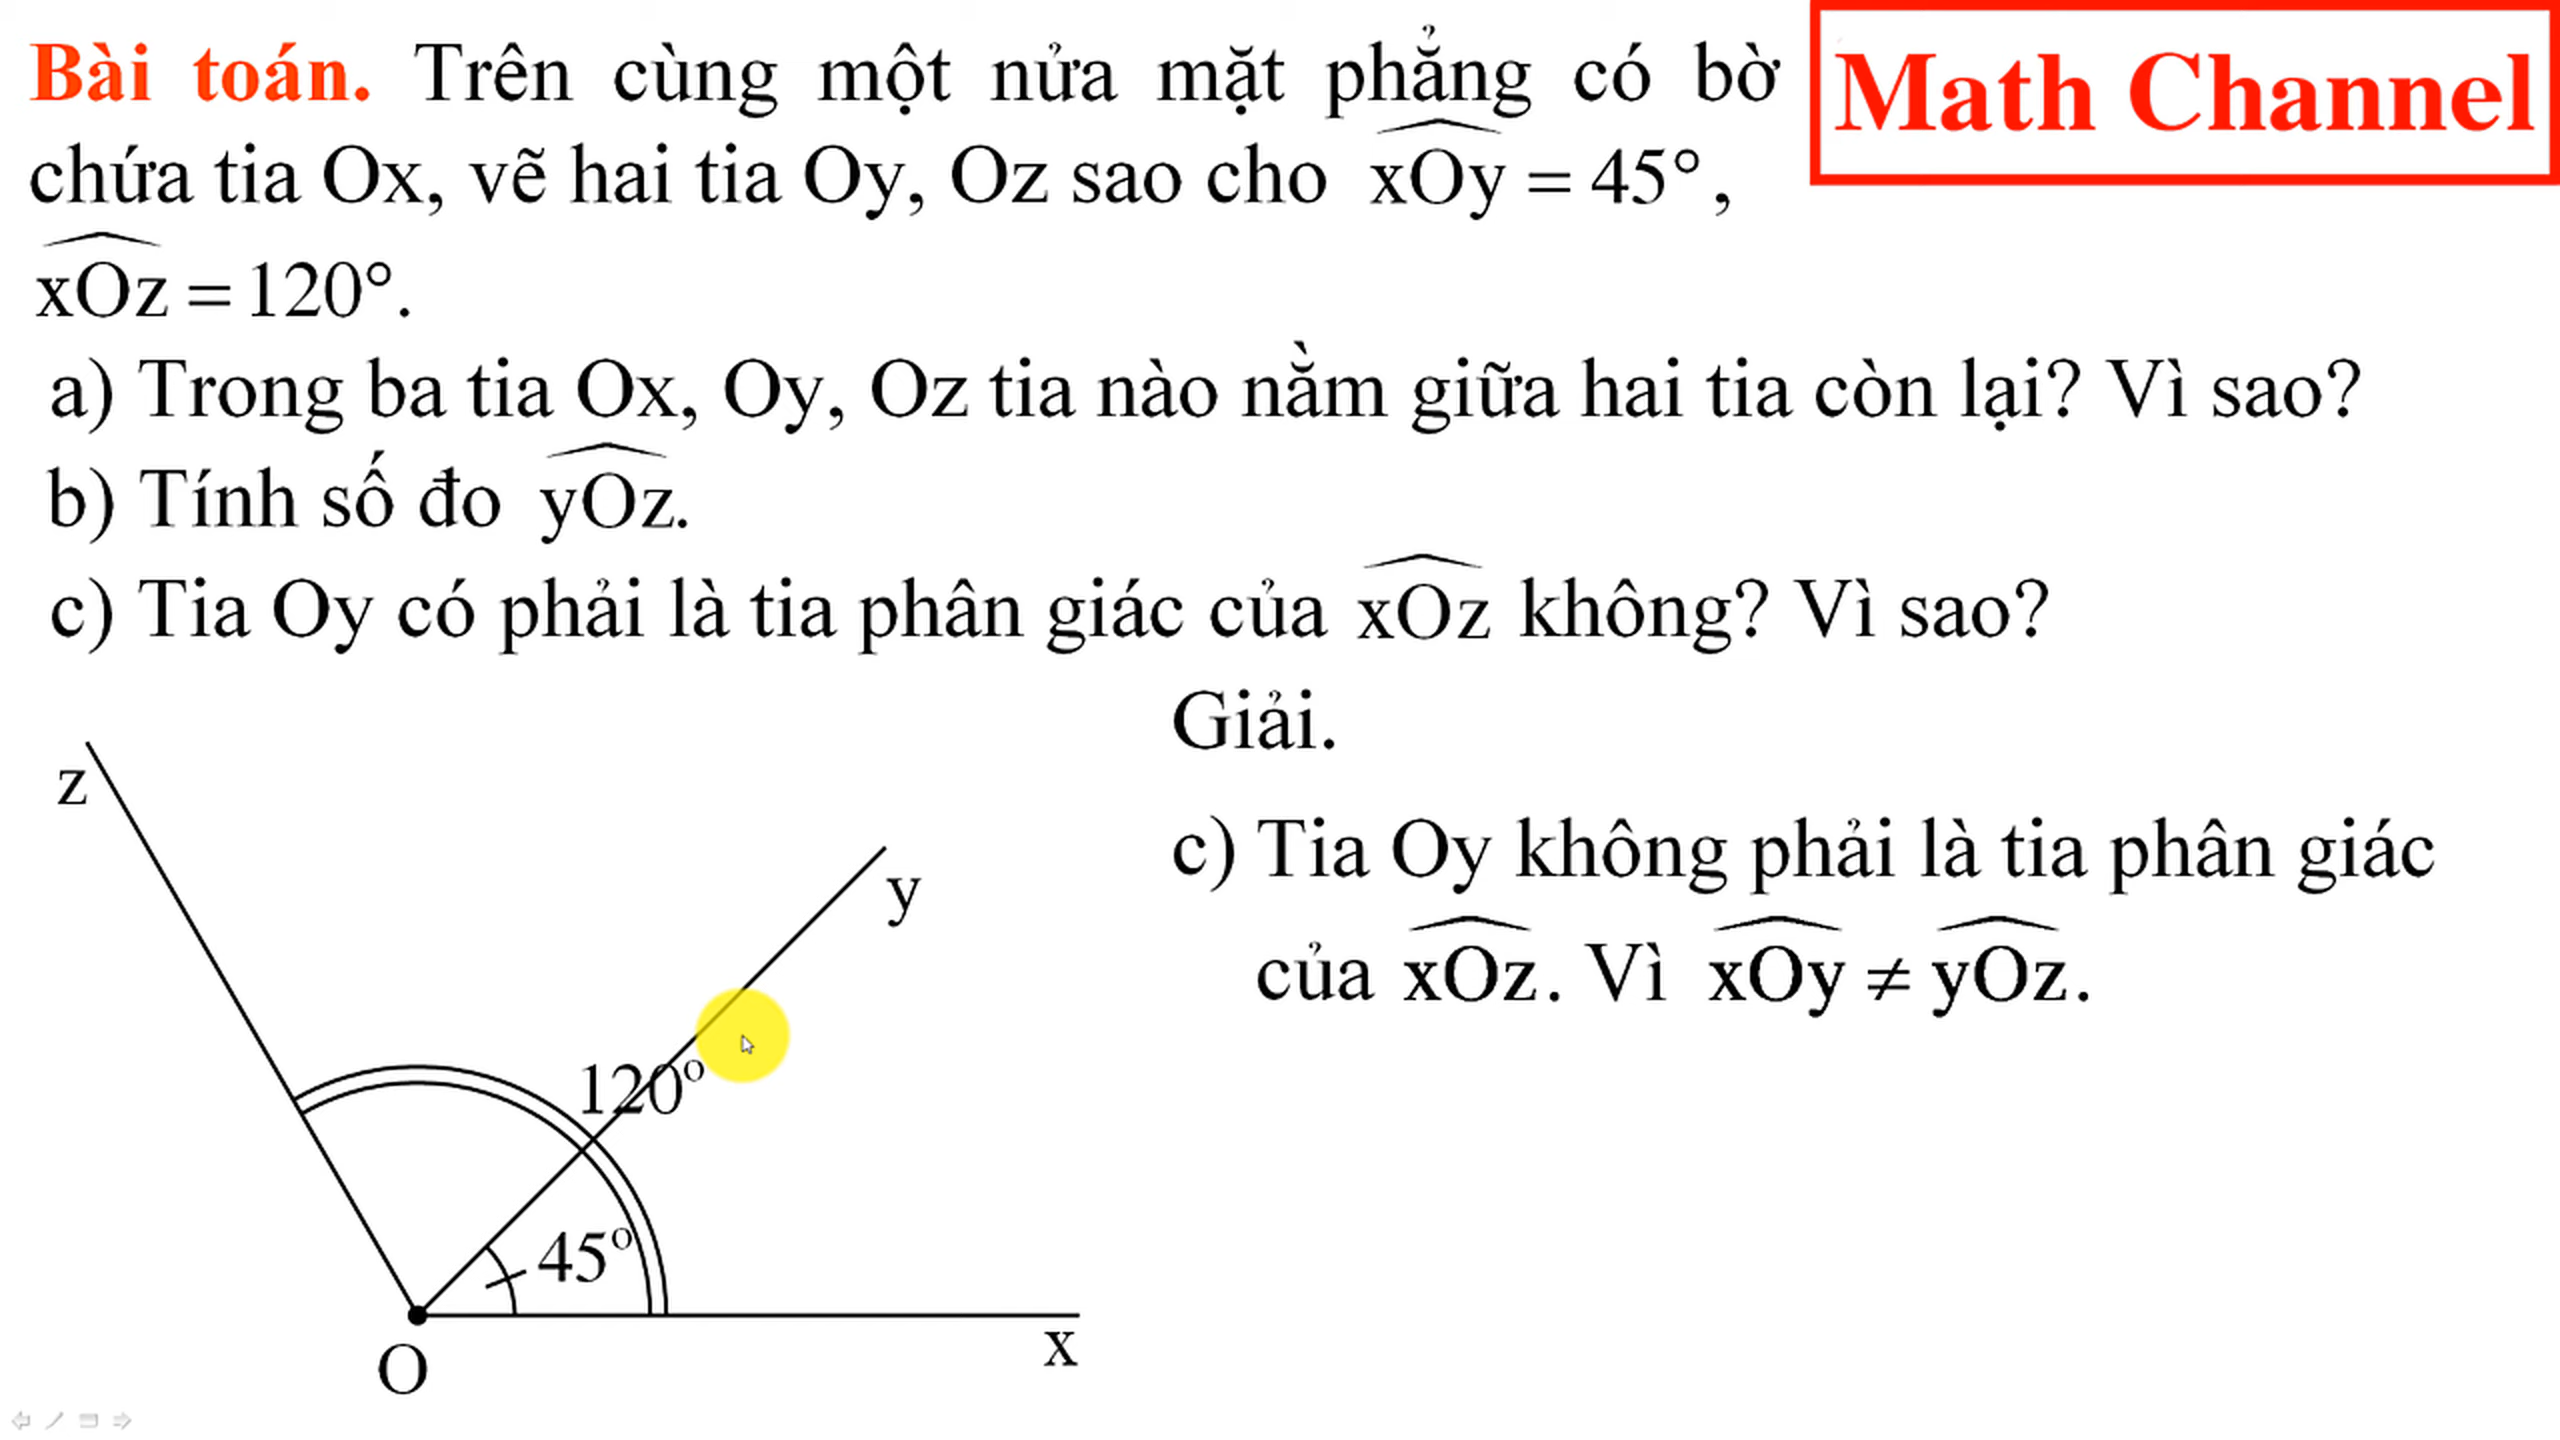 Bài toán. Trên cùng một nửa mặt phẳng có bờ
Math Channel
chứa tia Ox, vẽ hai tia Oy, Oz sao cho xOy = 45°,
xOz = 120°.
a) Trong ba tia Ox, Oy, Oz tia nào nằm giữa hai tia còn lại? Vì sao?
b) Tính số đo yOz.
c) Tia Oy có phải là tia phân giác của xOz không? Vì sao?
Giải.
c) Tia Oy không phải là tia phân giác
của xOz. Vì xOy ≠ yOz.
z
y
120°
45°
x
O